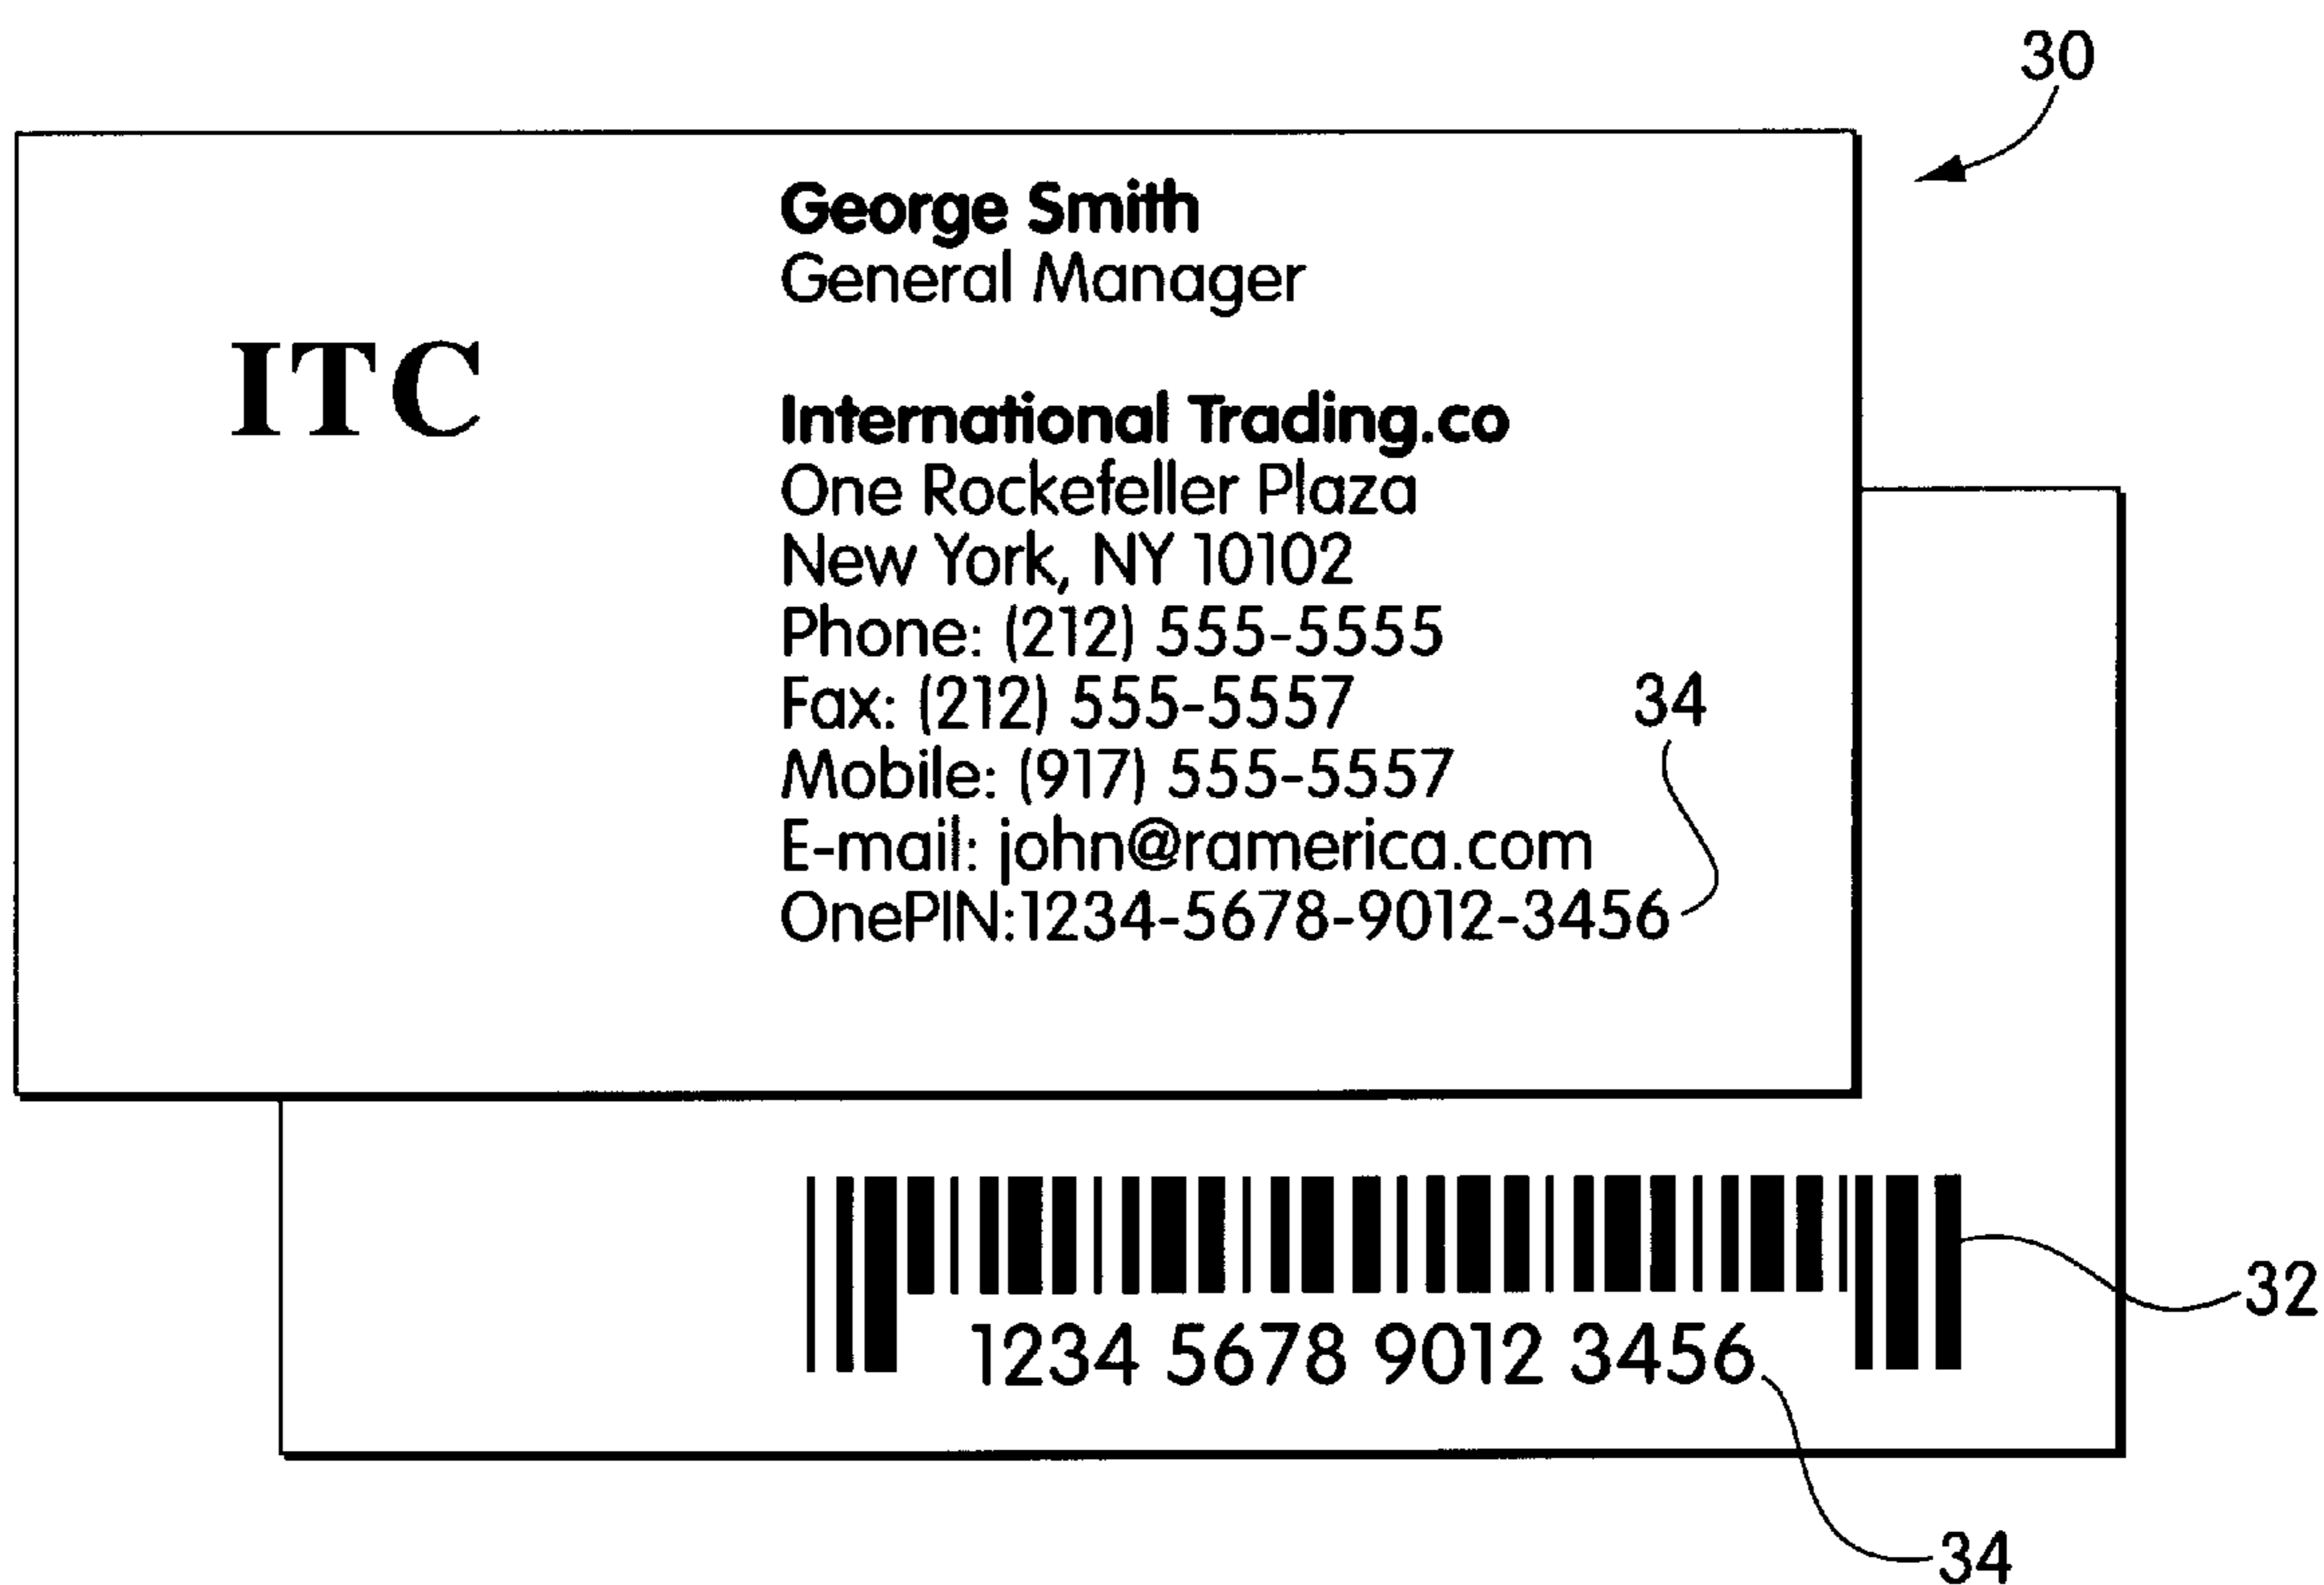 30
George Smith
General Manager
ITC
International Trading.co
One Rockefeller Plaza
New York, NY 10102
Phone: (212) 555-5555
Fax: (212) 555-5557
34
Mobile: (917) 555-5557
E-mail: john@ramerica.com
OnePIN:1234-5678-9012-3456
32
1234 5678 9012 3456
34